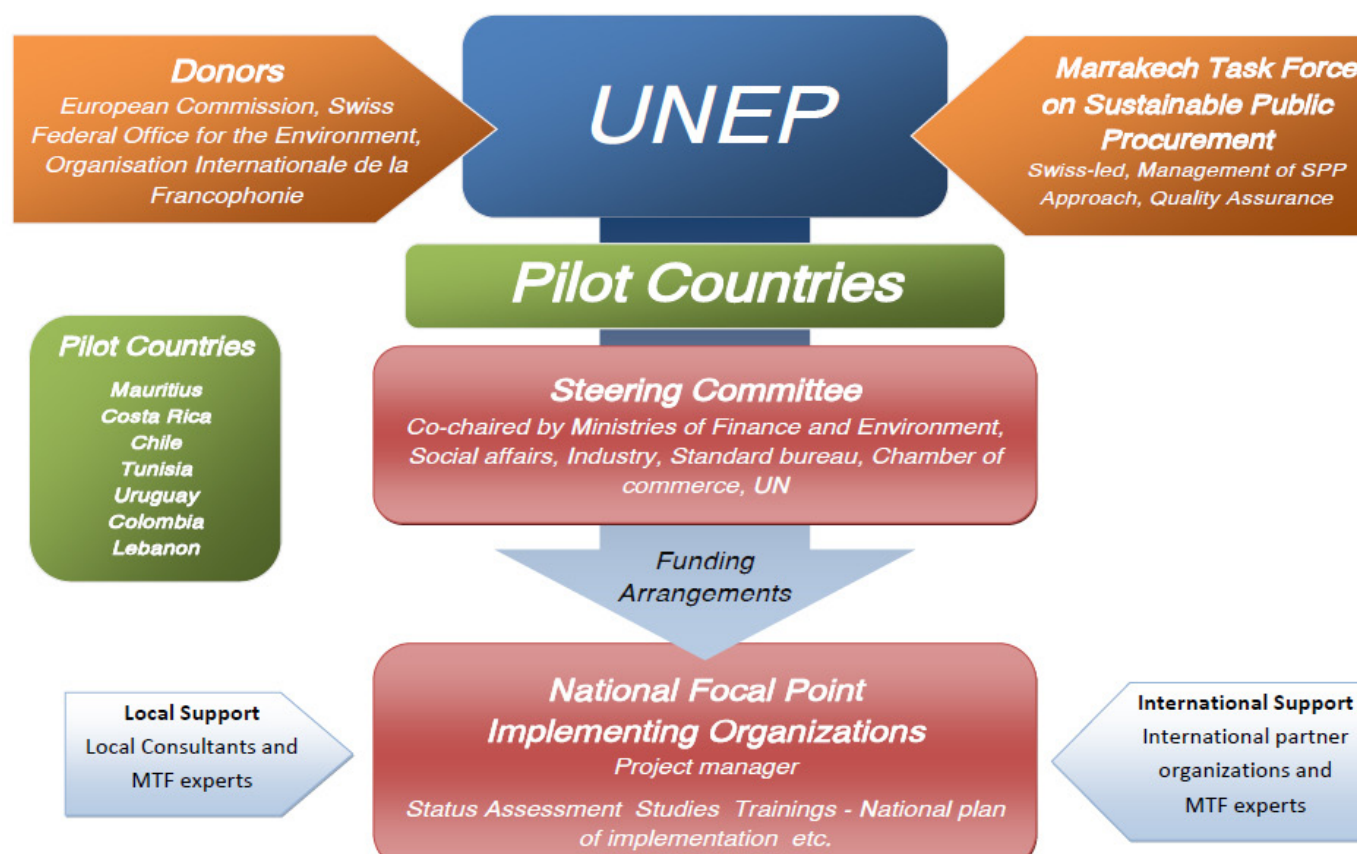 Donors
European Commission, Swiss
Federal Office for the Environment,
Organisation Internationale de la
Francophonie
UNEP
Marrakech Task Force
on Sustainable Public
Procurement
Swiss-led, Management of SPP
Approach, Quality Assurance
Pilot Countries
Pilot Countries
Mauritius
Costa Rica
Chile
Tunisia
Uruguay
Colombia
Lebanon
Steering Committee
Co-chaired by Ministries of Finance and Environment,
Social affairs, Industry, Standard bureau, Chamber of
commerce, UN
Funding
Arrangements
National Focal Point
Implementing Organizations
Project manager
Status Assessment Studies Trainings - National plan
of implementation etc.
Local Support
Local Consultants and
MTF experts
International Support
International partner
organizations and
MTF experts